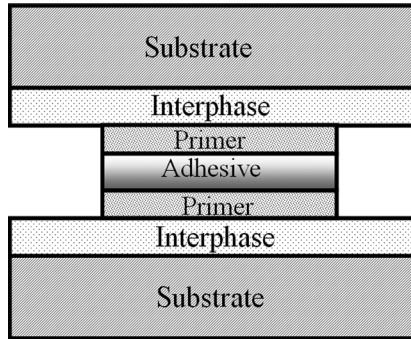 Substrate
Interphase
Primer
Adhesive
Primer
Interphase
Substrate